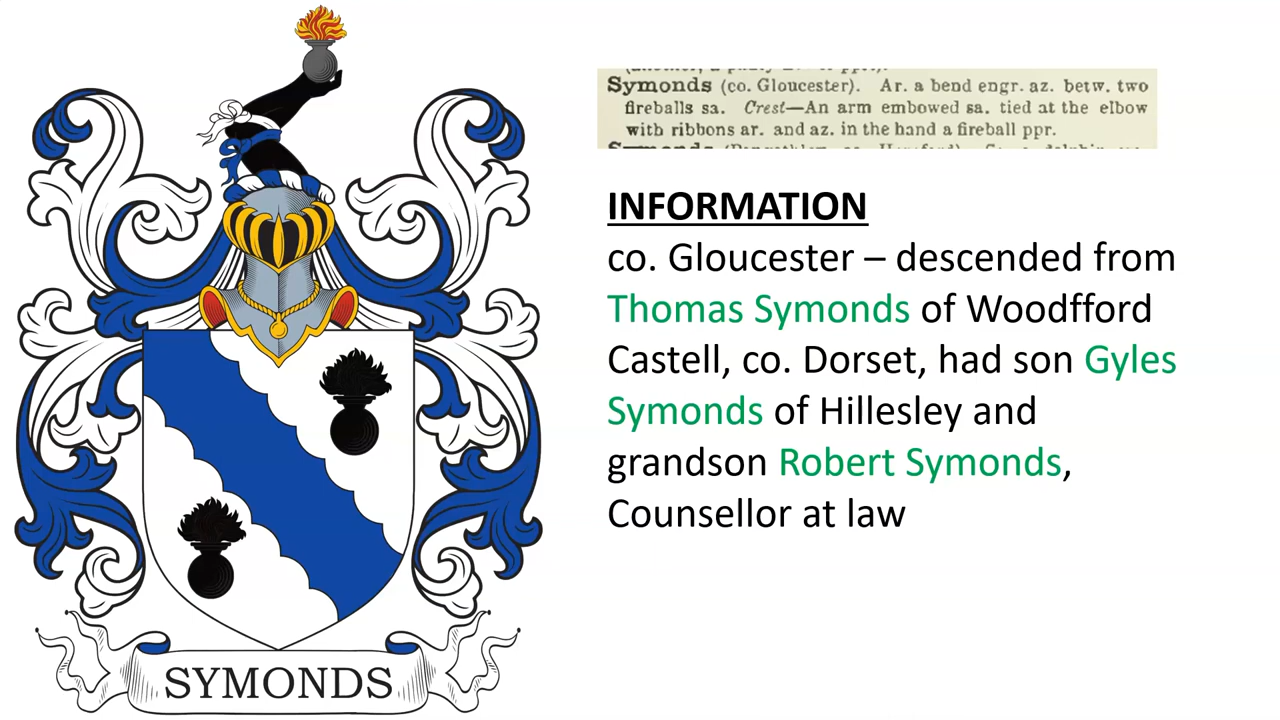 Symonds (co. Gloucester). Ar. a bend engr. az. betw. two
fireballs sa. Crest—An arm embowed sa. tied at the elbow
with ribbons ar. and az. in the hand a fireball ppr.
INFORMATION
co. Gloucester – descended from
Thomas Symonds of Woodfford
Castell, co. Dorset, had son Gyles
Symonds of Hillesley and
grandson Robert Symonds,
Counsellor at law
SYMONDS